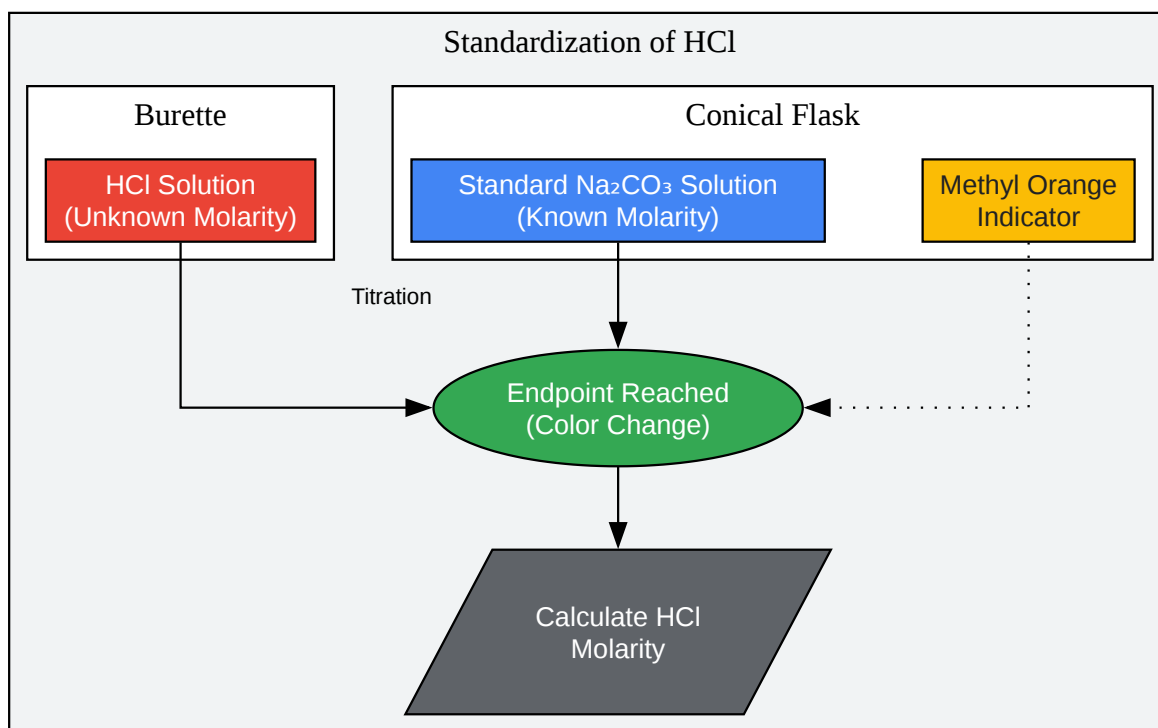 Standardization of HCl
Burette
Conical Flask
HCl Solution
(Unknown Molarity)
Standard Na₂CO₃ Solution
(Known Molarity)
Methyl Orange
Indicator
Titration
Endpoint Reached
(Color Change)
Calculate HCl
Molarity